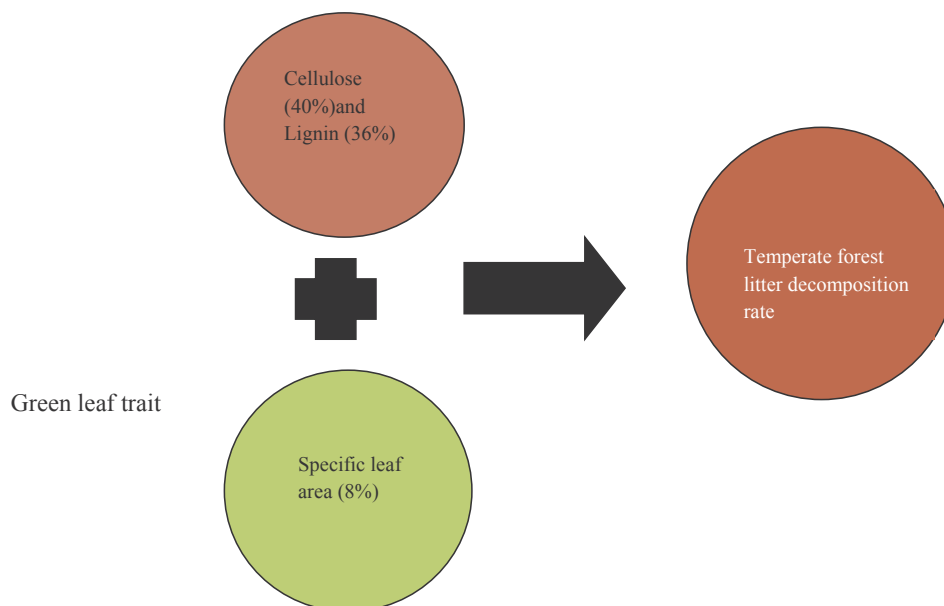 Cellulose
(40%)and
Lignin (36%)
Temperate forest
litter decomposition
rate
Green leaf trait
Specific leaf
area (8%)